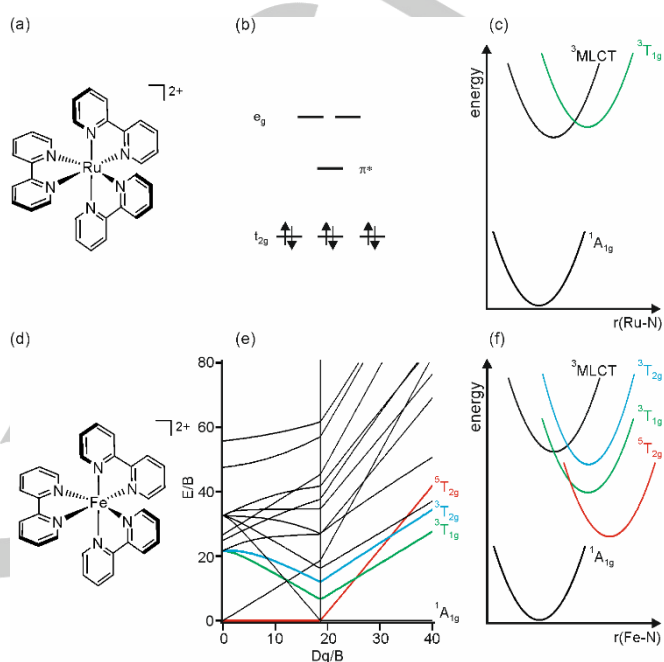 (a)
(b)
(c)
2+
N
N
N
Ru
N
N
N
e_g
π*
t_2g
energy
³MLCT
³T_1g
¹A_1g
r(Ru-N)
(d)
(e)
(f)
2+
N
N
N
Fe
N
N
N
E/B
80
60
40
20
0
0
10
20
30
40
Dq/B
⁵T_2g
³T_2g
³T_1g
¹A_1g
energy
³MLCT
³T_2g
³T_1g
⁵T_2g
¹A_1g
r(Fe-N)